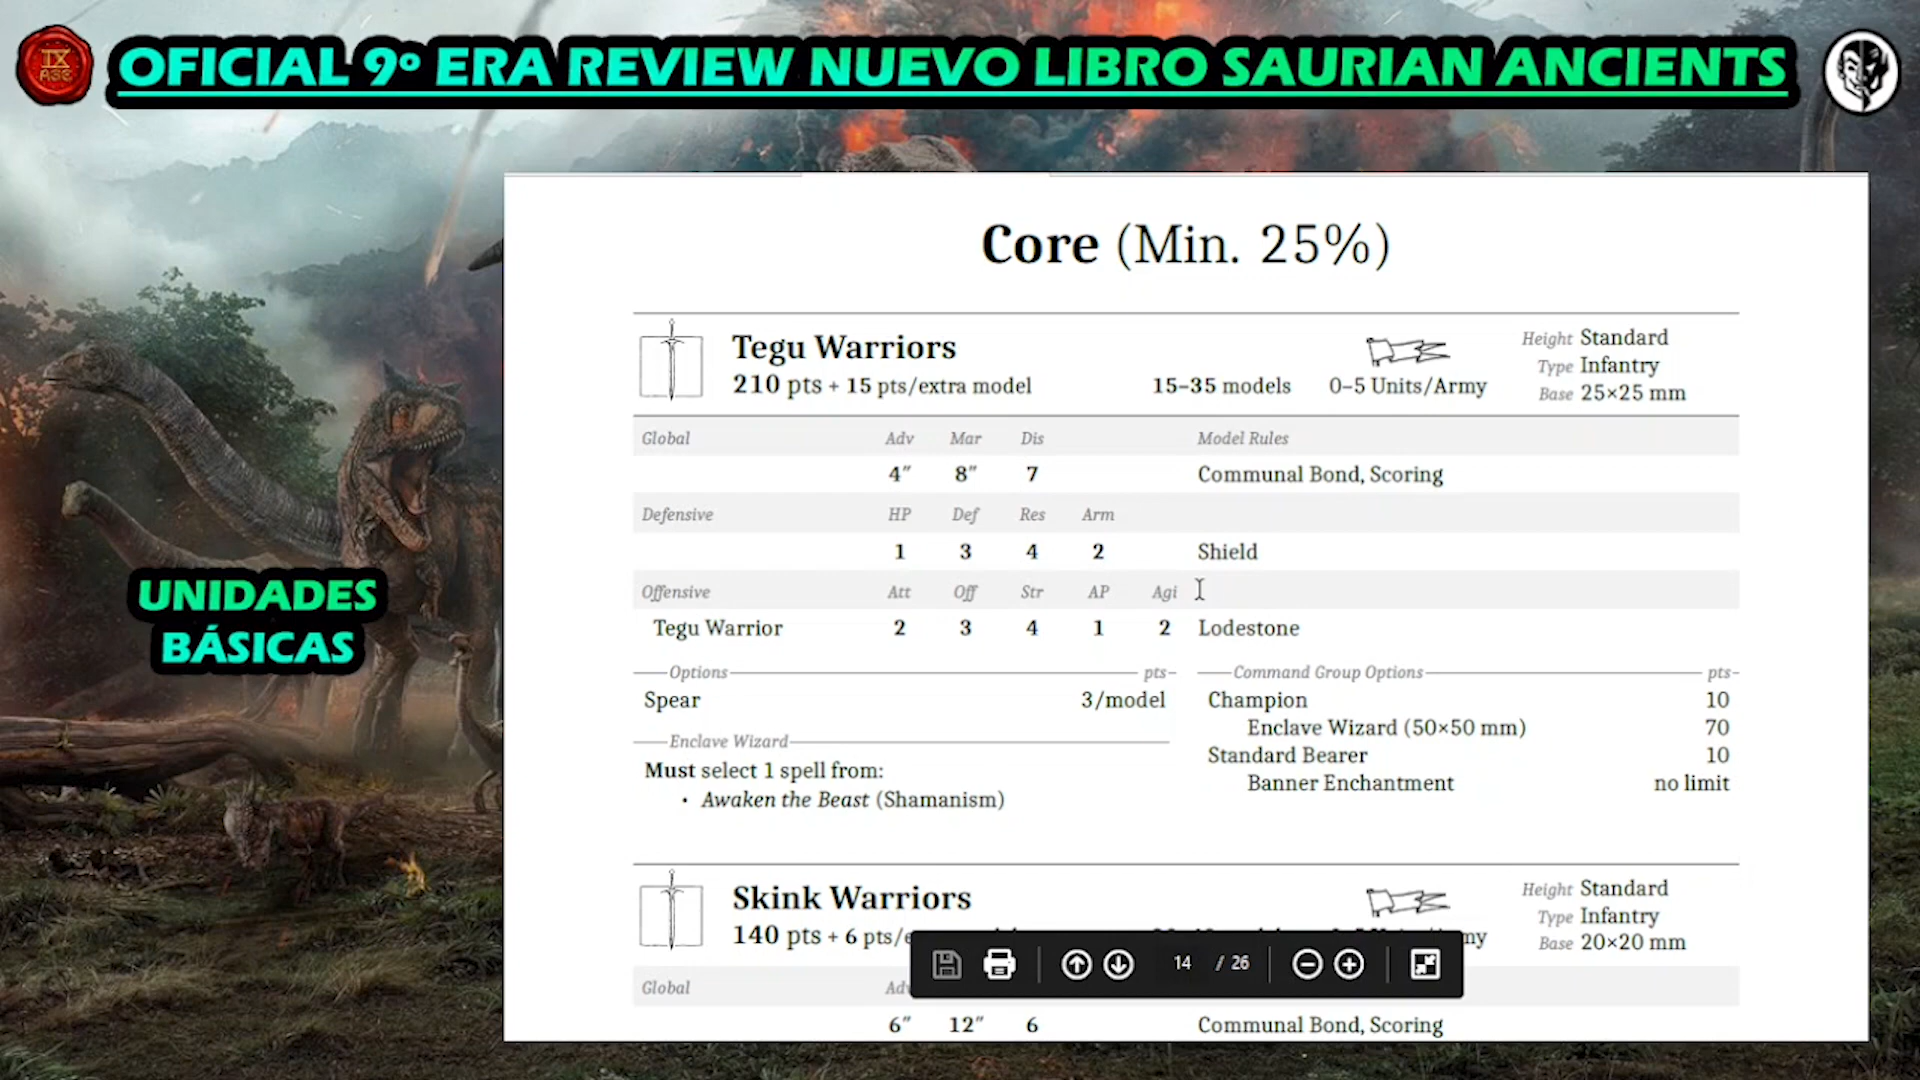 IX
AGE
OFICIAL 9º ERA REVIEW NUEVO LIBRO SAURIAN ANCIENTS
UNIDADES
BÁSICAS
Core (Min. 25%)
Tegu Warriors
210 pts + 15 pts/extra model 15–35 models 0–5 Units/Army
Height Standard
Type Infantry
Base 25×25 mm
Global Adv Mar Dis Model Rules
4″ 8″ 7 Communal Bond, Scoring
Defensive HP Def Res Arm
1 3 4 2 Shield
Offensive Att Off Str AP Agi
Tegu Warrior 2 3 4 1 2 Lodestone
Options pts
Spear 3/model
Enclave Wizard
Must select 1 spell from:
• Awaken the Beast (Shamanism)
Command Group Options pts
Champion 10
Enclave Wizard (50×50 mm) 70
Standard Bearer 10
Banner Enchantment no limit
Skink Warriors
140 pts + 6 pts/
Height Standard
Type Infantry
Base 20×20 mm
14 / 26
Global
6″ 12″ 6 Communal Bond, Scoring